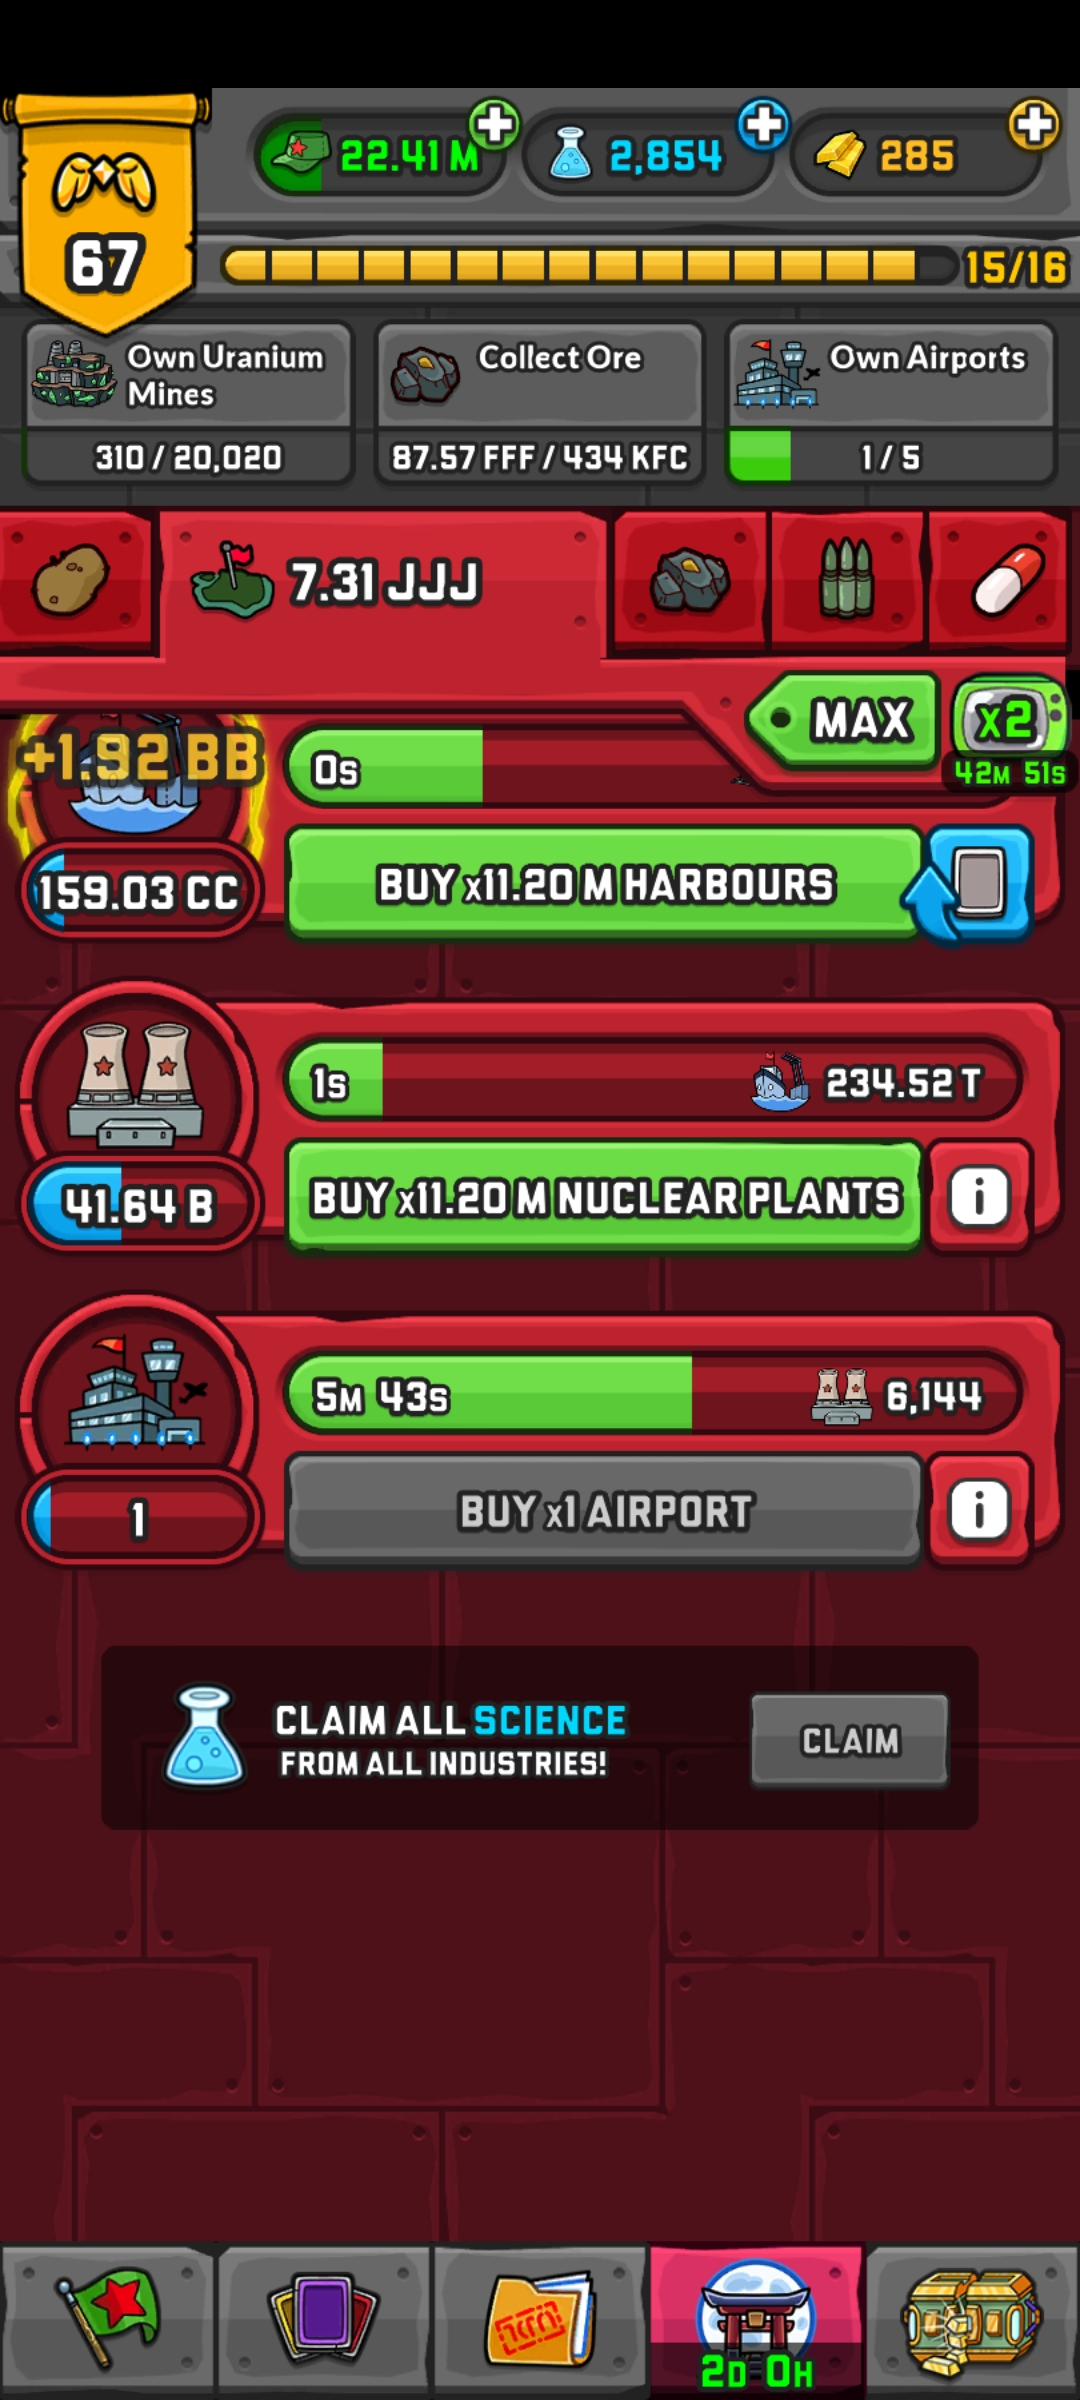 22.41 M
2,854
285
67
15/16
Own Uranium
Mines
310 / 20,020
Collect Ore
87.57 FFF / 434 KFC
Own Airports
1 / 5
7.31 JJJ
MAX
x2
42M 51S
+1.92 BB
0s
159.03 CC
BUY x11.20 M HARBOURS
1s
234.52 T
41.64 B
BUY x11.20 M NUCLEAR PLANTS
i
5M 43s
6,144
1
BUY x1 AIRPORT
i
CLAIM ALL SCIENCE
FROM ALL INDUSTRIES!
CLAIM
2D 0H